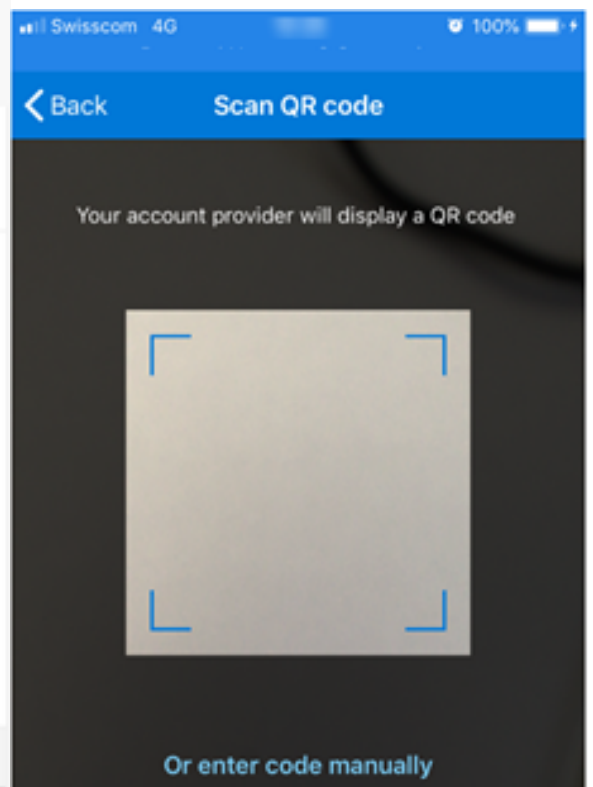 Swisscom 4G 100%
Back Scan QR code
Your account provider will display a QR code
Or enter code manually